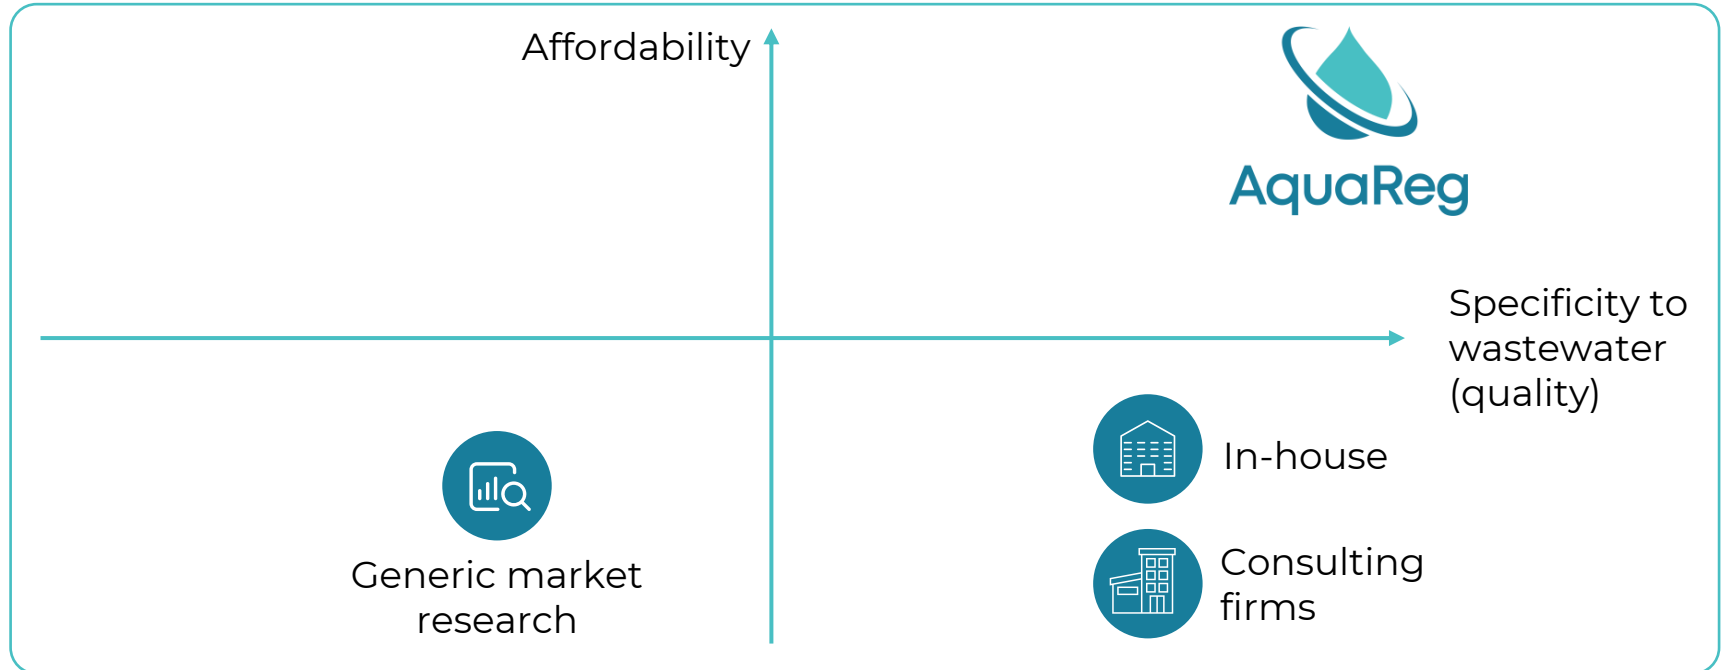 Affordability
AquaReg
Specificity to
wastewater
(quality)
In-house
Generic market
research
Consulting
firms